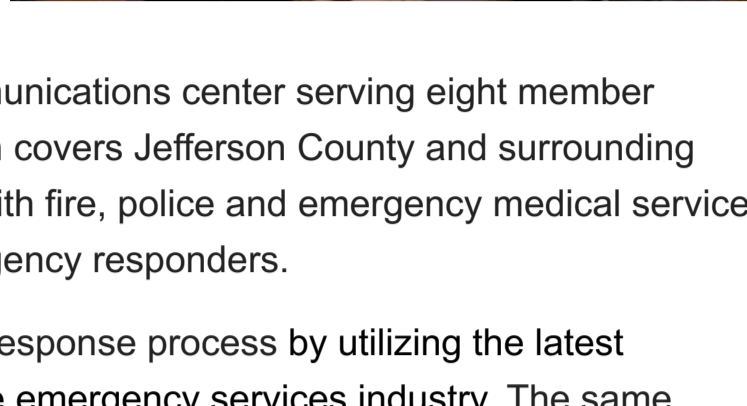 unications center serving eight member
covers Jefferson County and surrounding
ith fire, police and emergency medical service
gency responders.
esponse process by utilizing the latest
e emergency services industry. The same